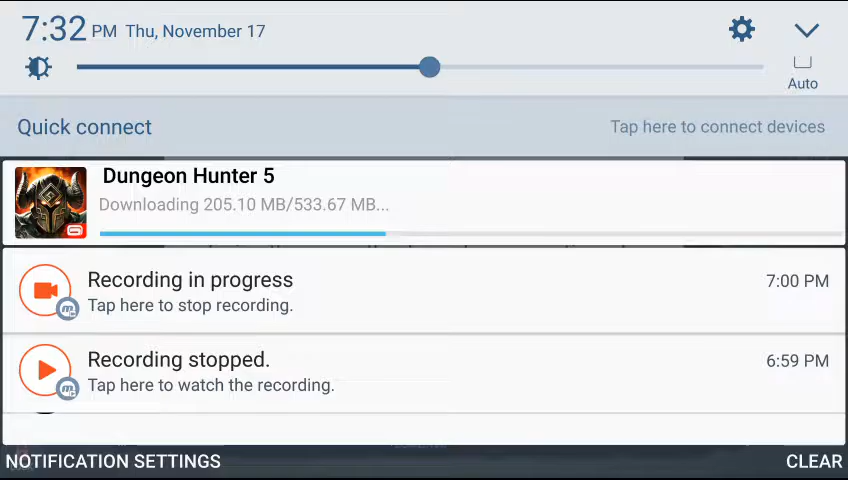 7:32 PM Thu, November 17
Auto
Quick connect
Tap here to connect devices
Dungeon Hunter 5
Downloading 205.10 MB/533.67 MB...
Recording in progress
7:00 PM
Tap here to stop recording.
Recording stopped.
6:59 PM
Tap here to watch the recording.
NOTIFICATION SETTINGS
CLEAR